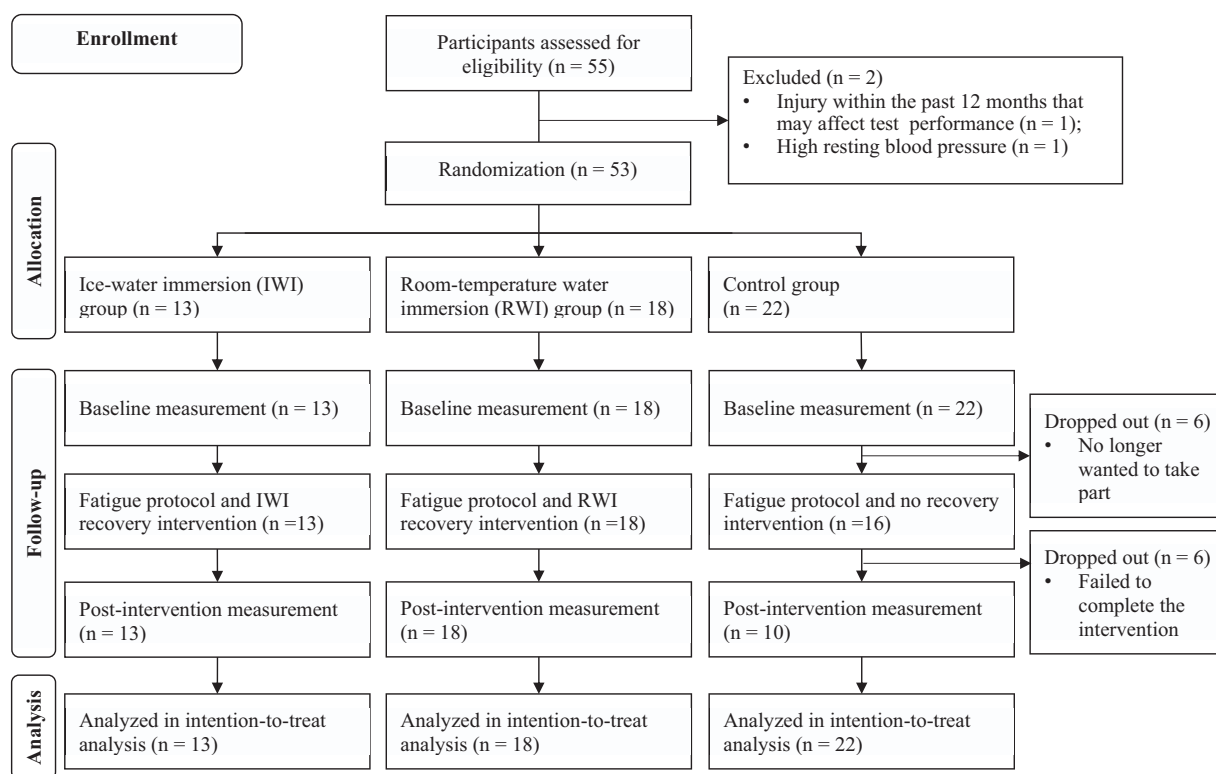 Enrollment
Participants assessed for
eligibility (n = 55)
Excluded (n = 2)
• Injury within the past 12 months that
may affect test performance (n = 1);
• High resting blood pressure (n = 1)
Allocation
Randomization (n = 53)
Ice-water immersion (IWI)
group (n = 13)
Room-temperature water
immersion (RWI) group (n = 18)
Control group
(n = 22)
Follow-up
Baseline measurement (n = 13)
Baseline measurement (n = 18)
Baseline measurement (n = 22)
Dropped out (n = 6)
• No longer
wanted to take
part
Fatigue protocol and IWI
recovery intervention (n =13)
Fatigue protocol and RWI
recovery intervention (n =18)
Fatigue protocol and no recovery
intervention (n =16)
Dropped out (n = 6)
• Failed to
complete the
intervention
Post-intervention measurement
(n = 13)
Post-intervention measurement
(n = 18)
Post-intervention measurement
(n = 10)
Analysis
Analyzed in intention-to-treat
analysis (n = 13)
Analyzed in intention-to-treat
analysis (n = 18)
Analyzed in intention-to-treat
analysis (n = 22)